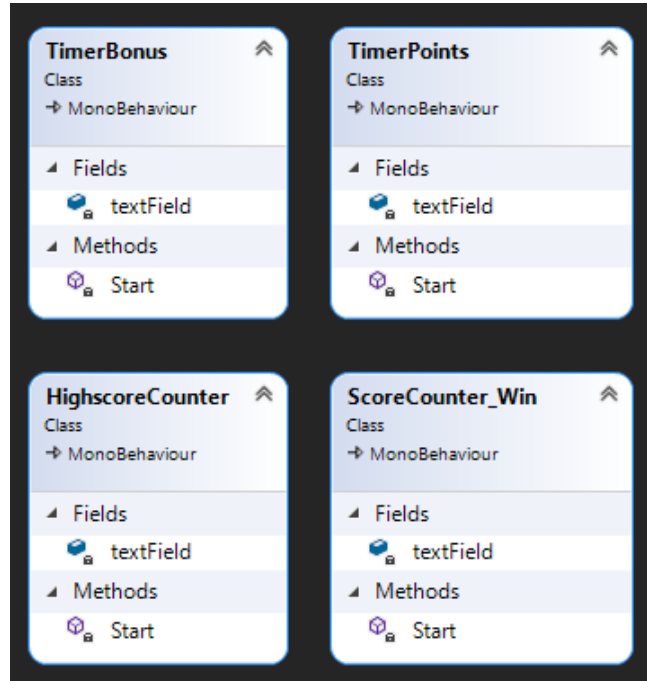 TimerBonus
Class
MonoBehaviour
Fields
textField
Methods
Start
TimerPoints
Class
MonoBehaviour
Fields
textField
Methods
Start
HighscoreCounter
Class
MonoBehaviour
Fields
textField
Methods
Start
ScoreCounter_Win
Class
MonoBehaviour
Fields
textField
Methods
Start